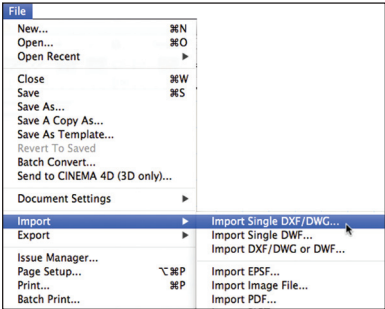 File
New... ⌘N
Open... ⌘O
Open Recent ▶
Close ⌘W
Save ⌘S
Save As...
Save A Copy As...
Save As Template...
Revert To Saved
Batch Convert...
Send to CINEMA 4D (3D only)...
Document Settings ▶
Import ▶ Import Single DXF/DWG...
Export ▶ Import Single DWF...
Import DXF/DWG or DWF...
Issue Manager...
Page Setup... ⌥⌘P Import EPSF...
Print... ⌘P Import Image File...
Batch Print... Import PDF...